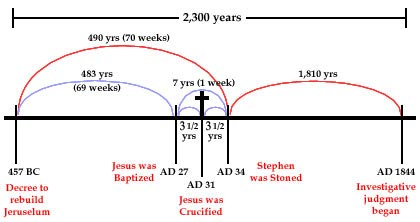 2,300 years
490 yrs (70 weeks)
483 yrs
(69 weeks)
7 yrs (1 week)
1,810 yrs
3 1/2
yrs
3 1/2
yrs
457 BC
Decree to
rebuild
Jeruselem
Jesus was
Baptized
AD 27
AD 31
Jesus was
Crucified
AD 34
Stephen
was Stoned
AD 1844
Investigative
judgment
began